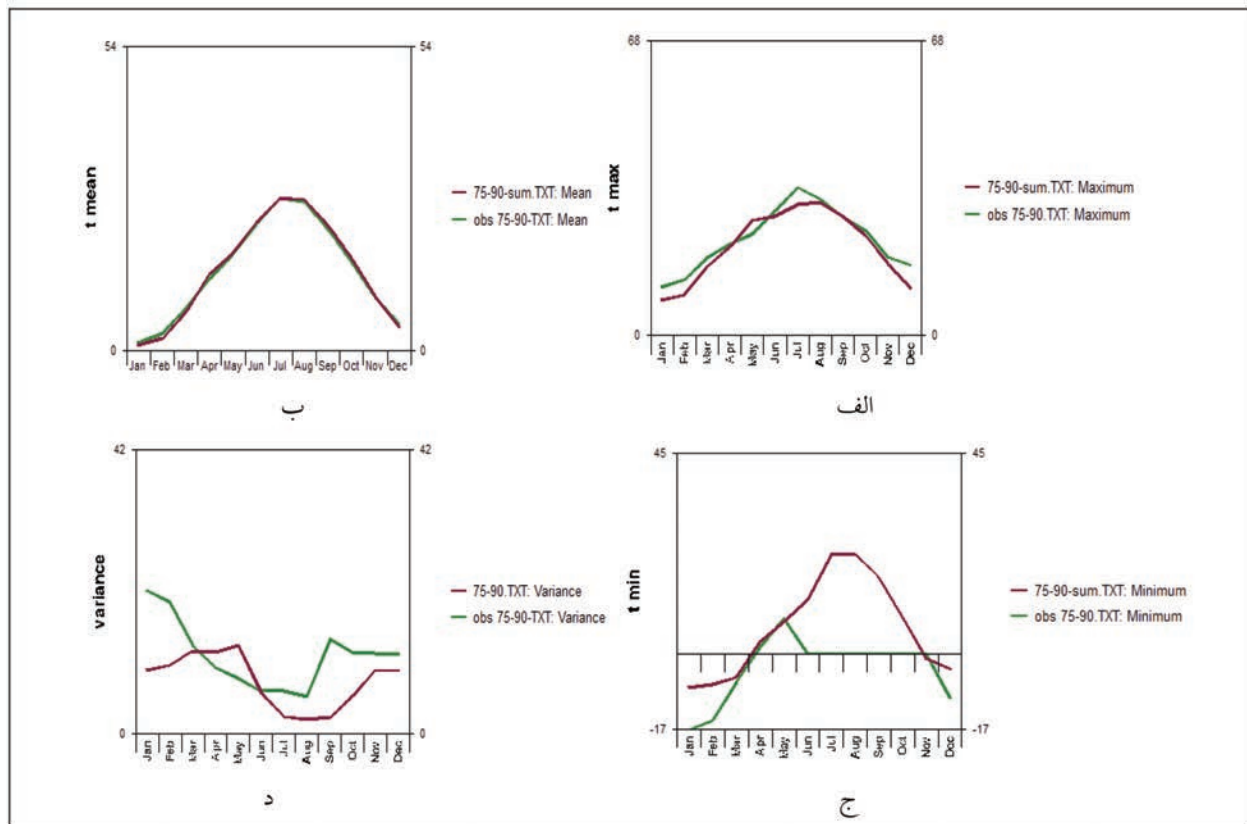 68
68
t max
75-90-sum.TXT: Maximum
obs 75-90.TXT: Maximum
0
0
Jan Feb Mar Apr May Jun Jul Aug Sep Oct Nov Dec
الف
54
54
t mean
75-90-sum.TXT: Mean
obs 75-90-TXT: Mean
0
0
Jan Feb Mar Apr May Jun Jul Aug Sep Oct Nov Dec
ب
45
45
t min
75-90-sum.TXT: Minimum
obs 75-90.TXT: Minimum
-17
-17
Jan Feb Mar Apr May Jun Jul Aug Sep Oct Nov Dec
ج
42
42
variance
75-90.TXT: Variance
obs 75-90-TXT: Variance
0
0
Jan Feb Mar Apr May Jun Jul Aug Sep Oct Nov Dec
د